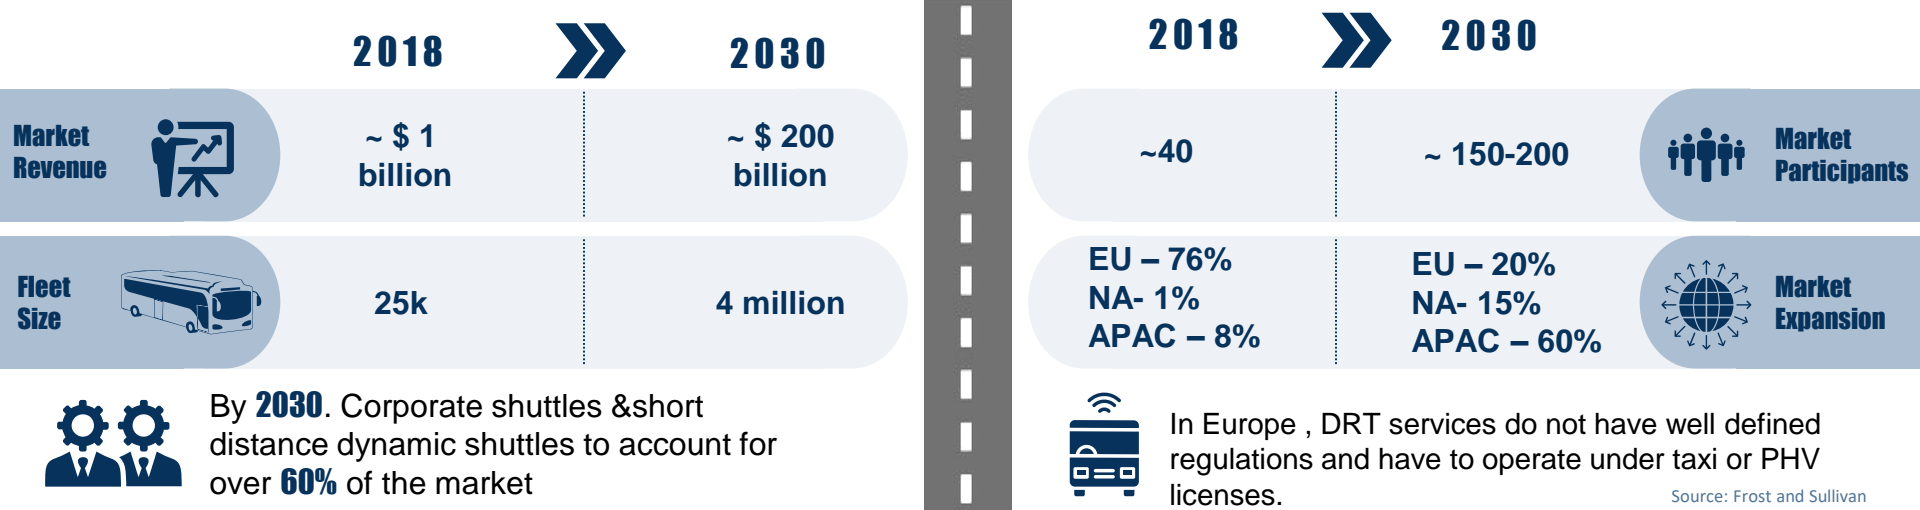 2018
2030
Market
Revenue
~ $ 1
billion
~ $ 200
billion
Fleet
Size
25k
4 million
By 2030. Corporate shuttles &short
distance dynamic shuttles to account for
over 60% of the market
2018
2030
~40
~ 150-200
Market
Participants
EU – 76%
NA- 1%
APAC – 8%
EU – 20%
NA- 15%
APAC – 60%
Market
Expansion
In Europe , DRT services do not have well defined
regulations and have to operate under taxi or PHV
licenses.
Source: Frost and Sullivan